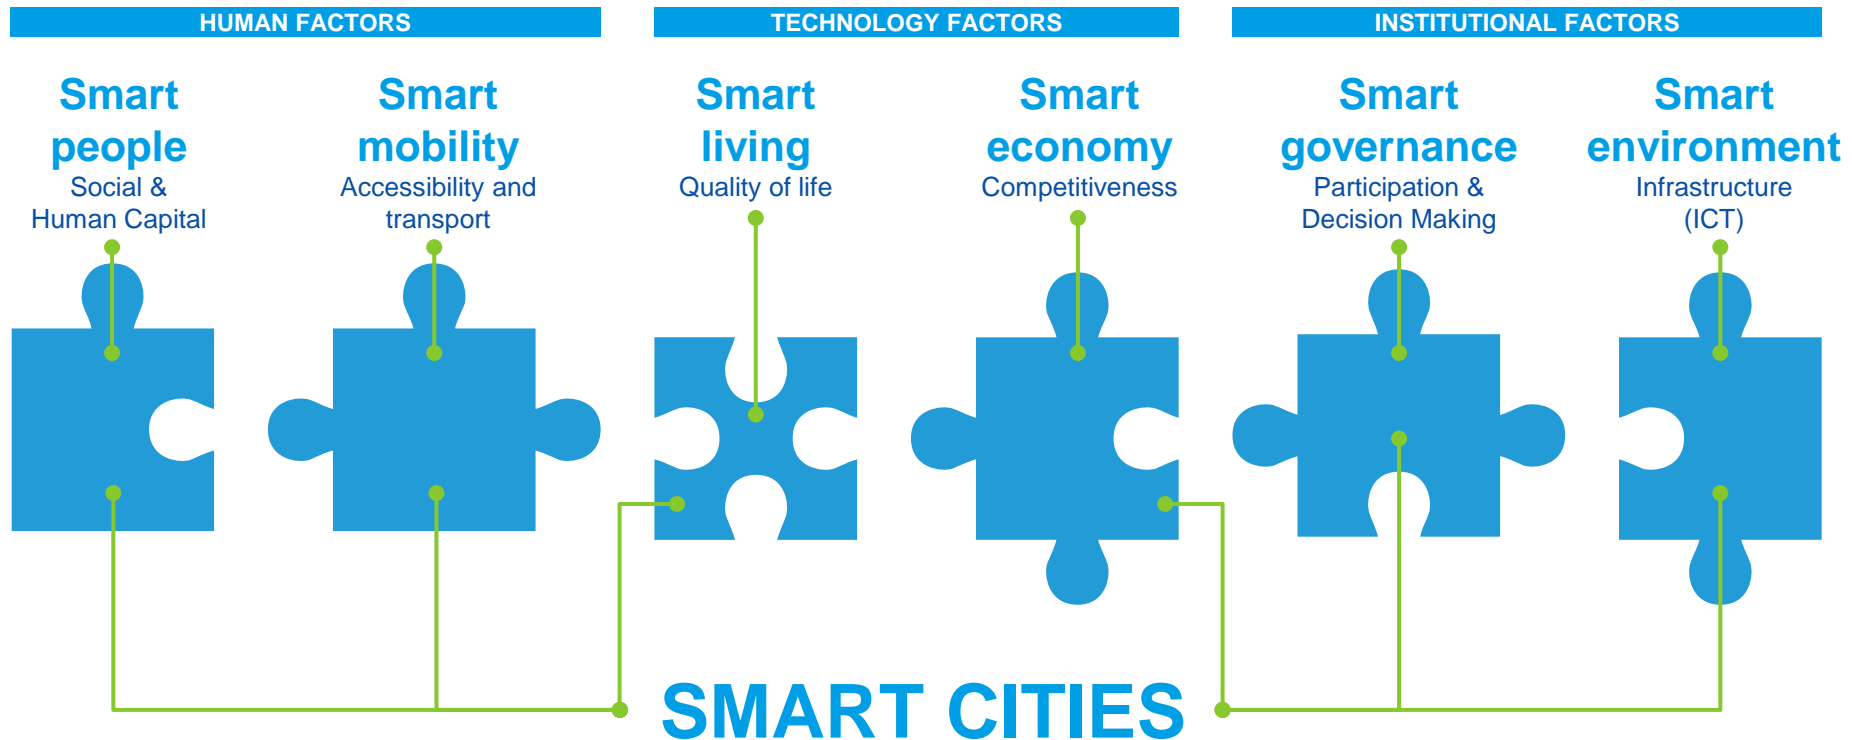 HUMAN FACTORS
TECHNOLOGY FACTORS
INSTITUTIONAL FACTORS
Smart
people
Social &
Human Capital
Smart
mobility
Accessibility and
transport
Smart
living
Quality of life
Smart
economy
Competitiveness
Smart
governance
Participation &
Decision Making
Smart
environment
Infrastructure
(ICT)
SMART CITIES